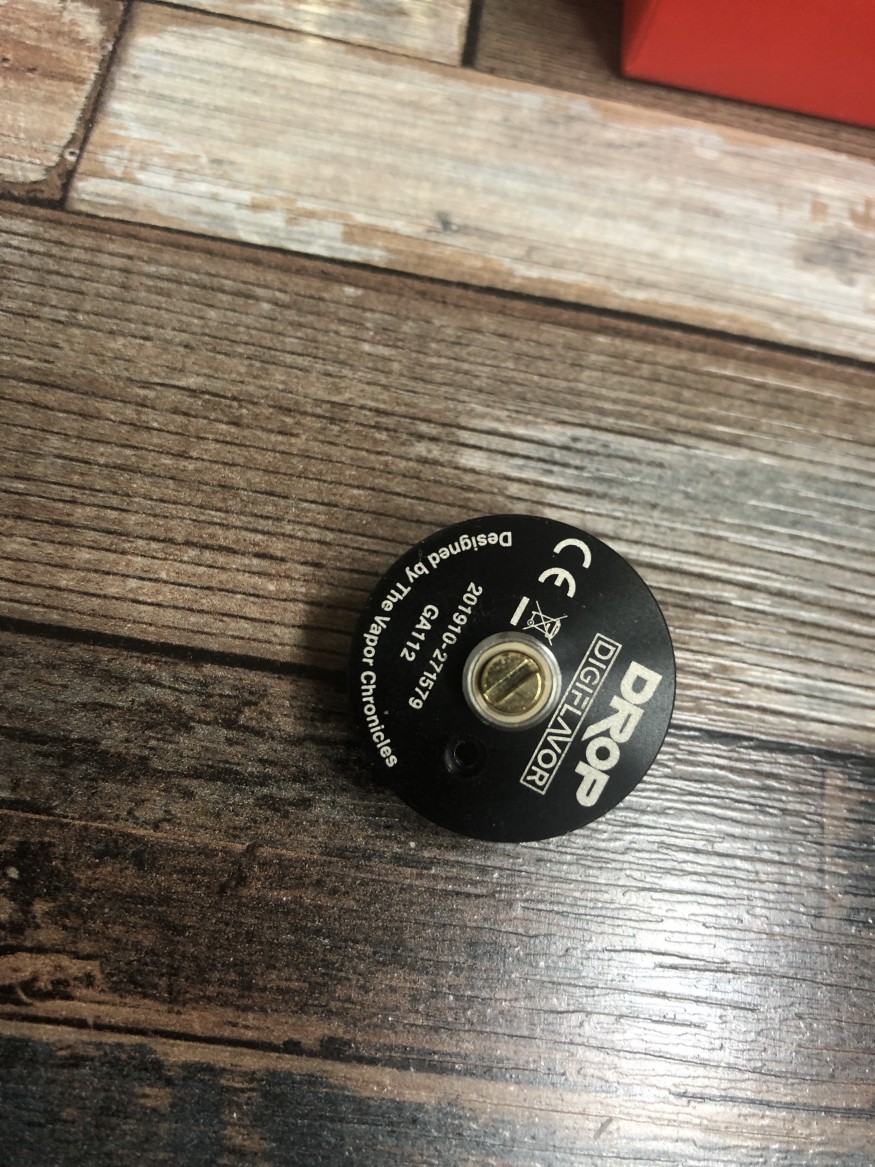 DROP
DIGIFLAVOR
CE
201910-271579
GA112
Designed by The Vapor Chronicles